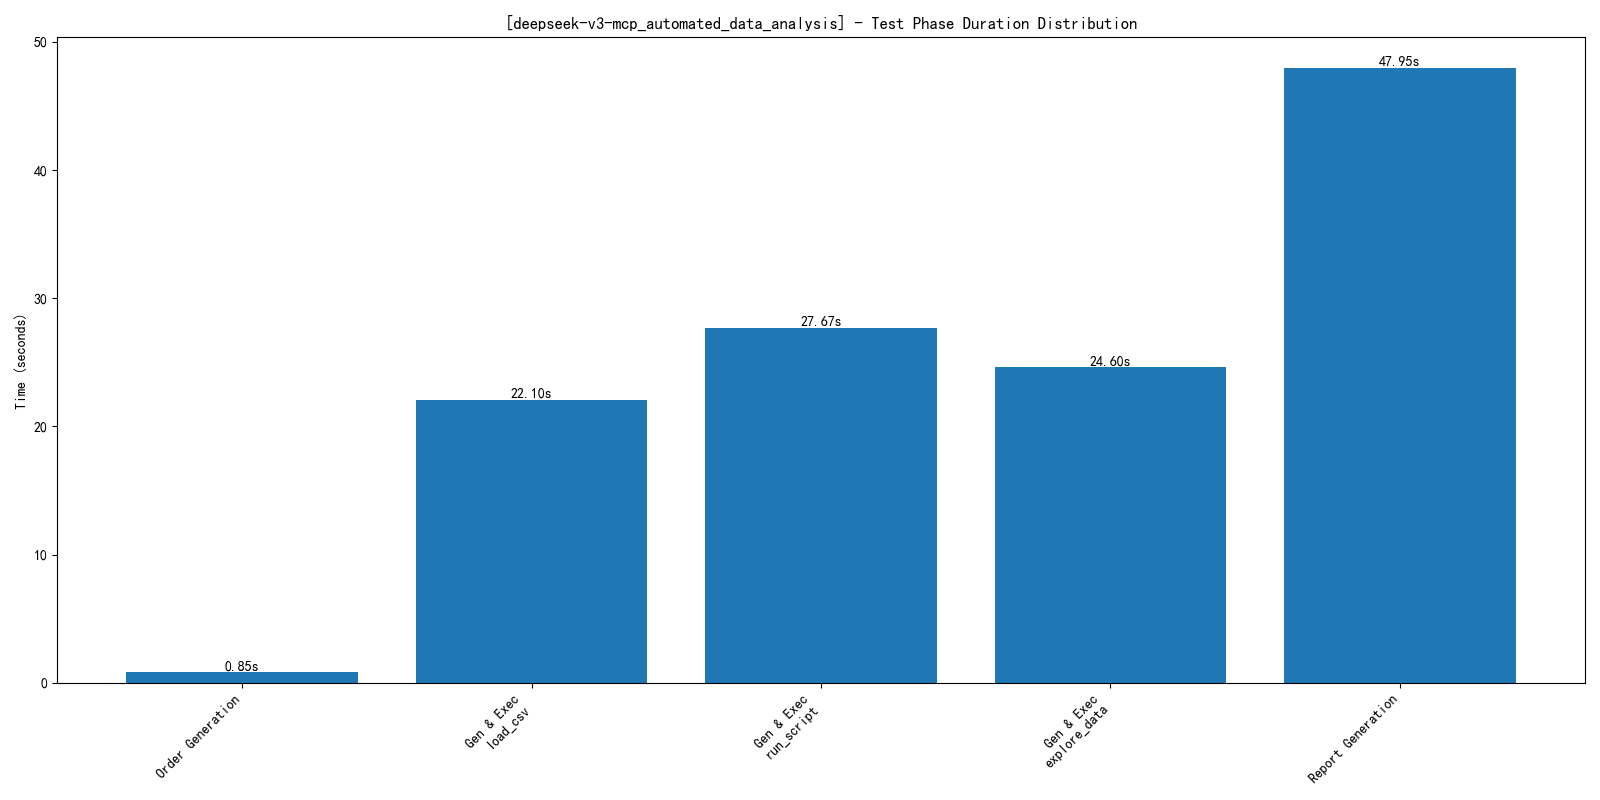 [deepseek-v3-mcp_automated_data_analysis] - Test Phase Duration Distribution
Time (seconds)
50
40
30
20
10
0
0.85s
22.10s
27.67s
24.60s
47.95s
Order Generation
Gen & Exec
load_csv
Gen & Exec
run_script
Gen & Exec
explore_data
Report Generation